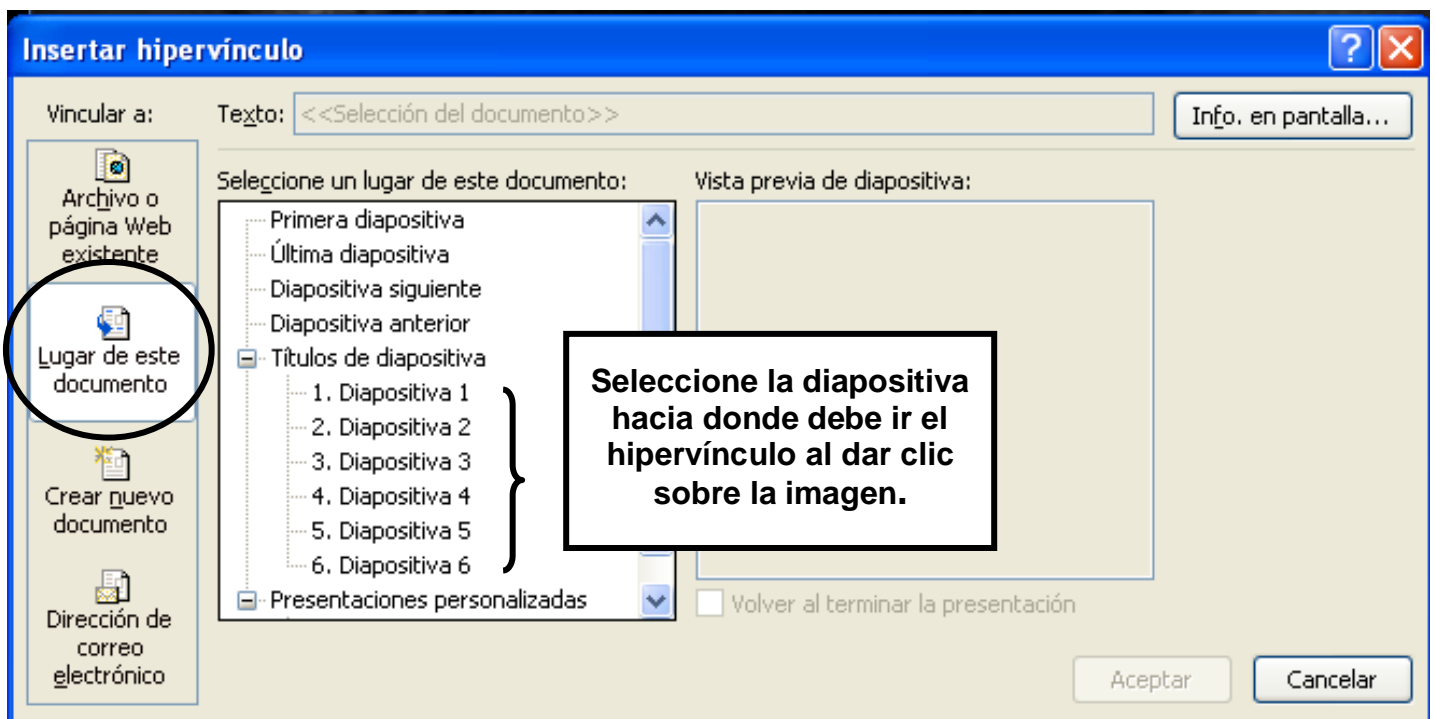 Insertar hipervínculo
Vincular a:
Texto: <<Selección del documento>>
Info. en pantalla...
Archivo o
página Web
existente
Lugar de este
documento
Crear nuevo
documento
Dirección de
correo
electrónico
Seleccione un lugar de este documento:
Primera diapositiva
Última diapositiva
Diapositiva siguiente
Diapositiva anterior
Títulos de diapositiva
1. Diapositiva 1
2. Diapositiva 2
3. Diapositiva 3
4. Diapositiva 4
5. Diapositiva 5
6. Diapositiva 6
Presentaciones personalizadas
Vista previa de diapositiva:
Seleccione la diapositiva
hacia donde debe ir el
hipervínculo al dar clic
sobre la imagen.
Volver al terminar la presentación
Aceptar
Cancelar